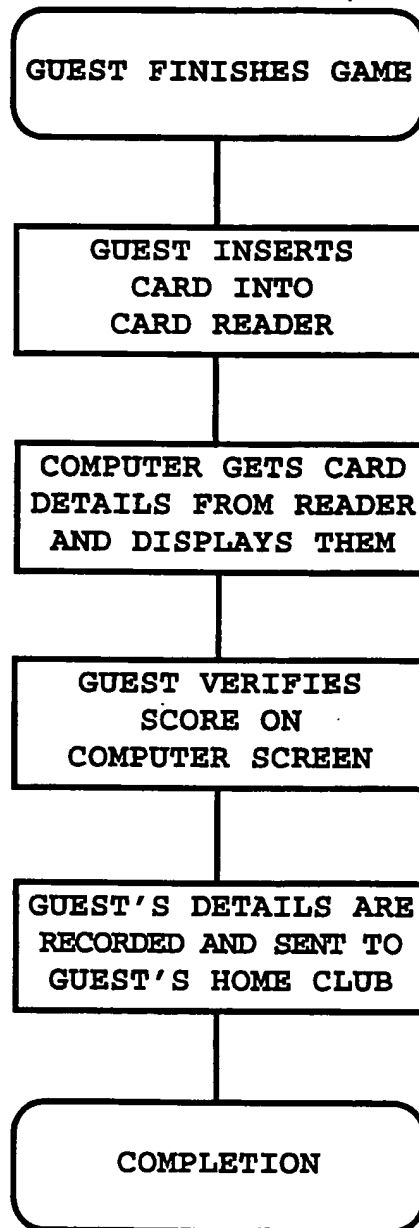 GUEST FINISHES GAME
GUEST INSERTS
CARD INTO
CARD READER
COMPUTER GETS CARD
DETAILS FROM READER
AND DISPLAYS THEM
GUEST VERIFIES
SCORE ON
COMPUTER SCREEN
GUEST'S DETAILS ARE
RECORDED AND SENT TO
GUEST'S HOME CLUB
COMPLETION